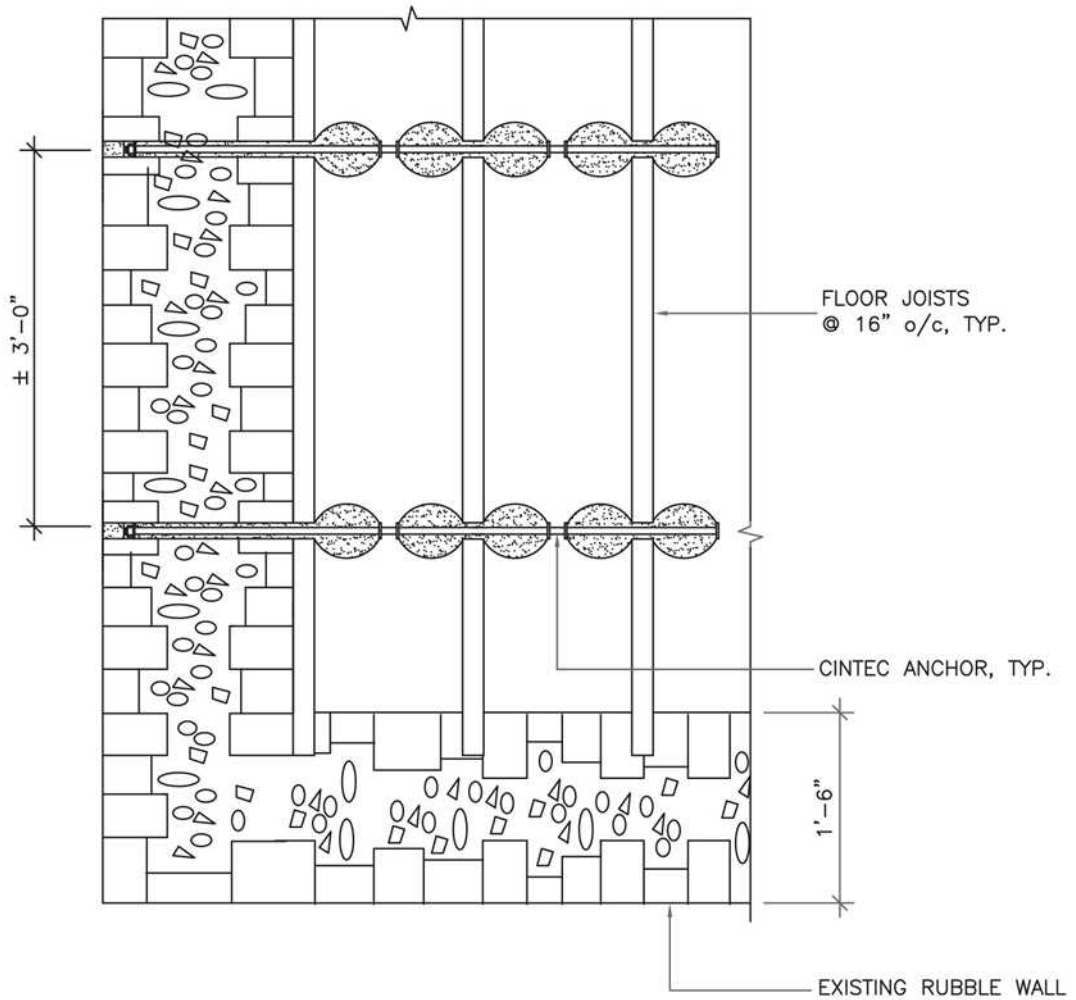 ± 3'-0"
FLOOR JOISTS
@ 16" o/c, TYP.
CINTEC ANCHOR, TYP.
1'-6"
EXISTING RUBBLE WALL